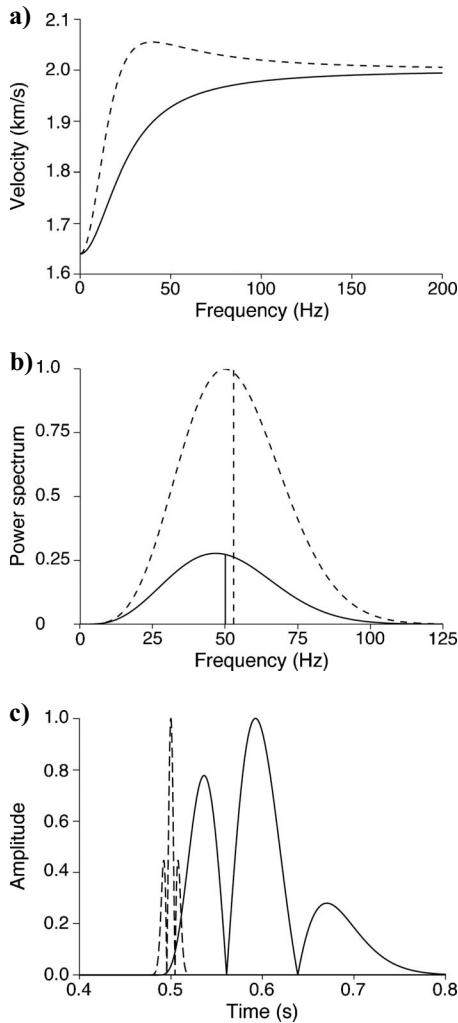 a)
2.1
2.0
1.9
1.8
1.7
1.6
Velocity (km/s)
0 50 100 150 200
Frequency (Hz)
b)
1.0
0.75
0.5
0.25
0
Power spectrum
0 25 50 75 100 125
Frequency (Hz)
c)
1.0
0.8
0.6
0.4
0.2
0.0
Amplitude
0.4 0.5 0.6 0.7 0.8
Time (s)